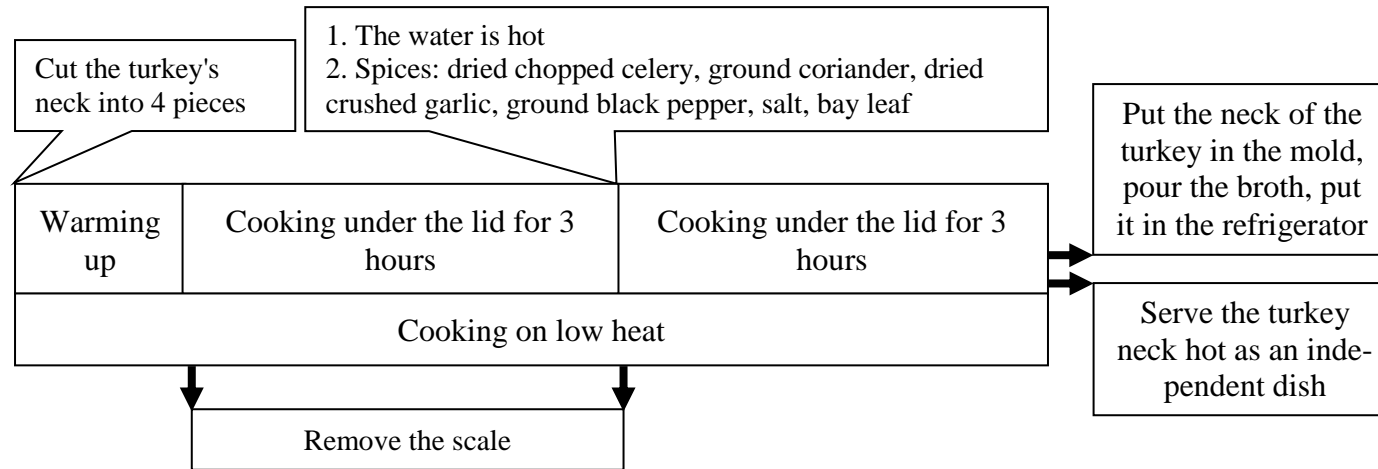 Cut the turkey's
neck into 4 pieces
1. The water is hot
2. Spices: dried chopped celery, ground coriander, dried
crushed garlic, ground black pepper, salt, bay leaf
Warming
up
Cooking under the lid for 3
hours
Cooking under the lid for 3
hours
Cooking on low heat
Remove the scale
Put the neck of the
turkey in the mold,
pour the broth, put
it in the refrigerator
Serve the turkey
neck hot as an inde-
pendent dish